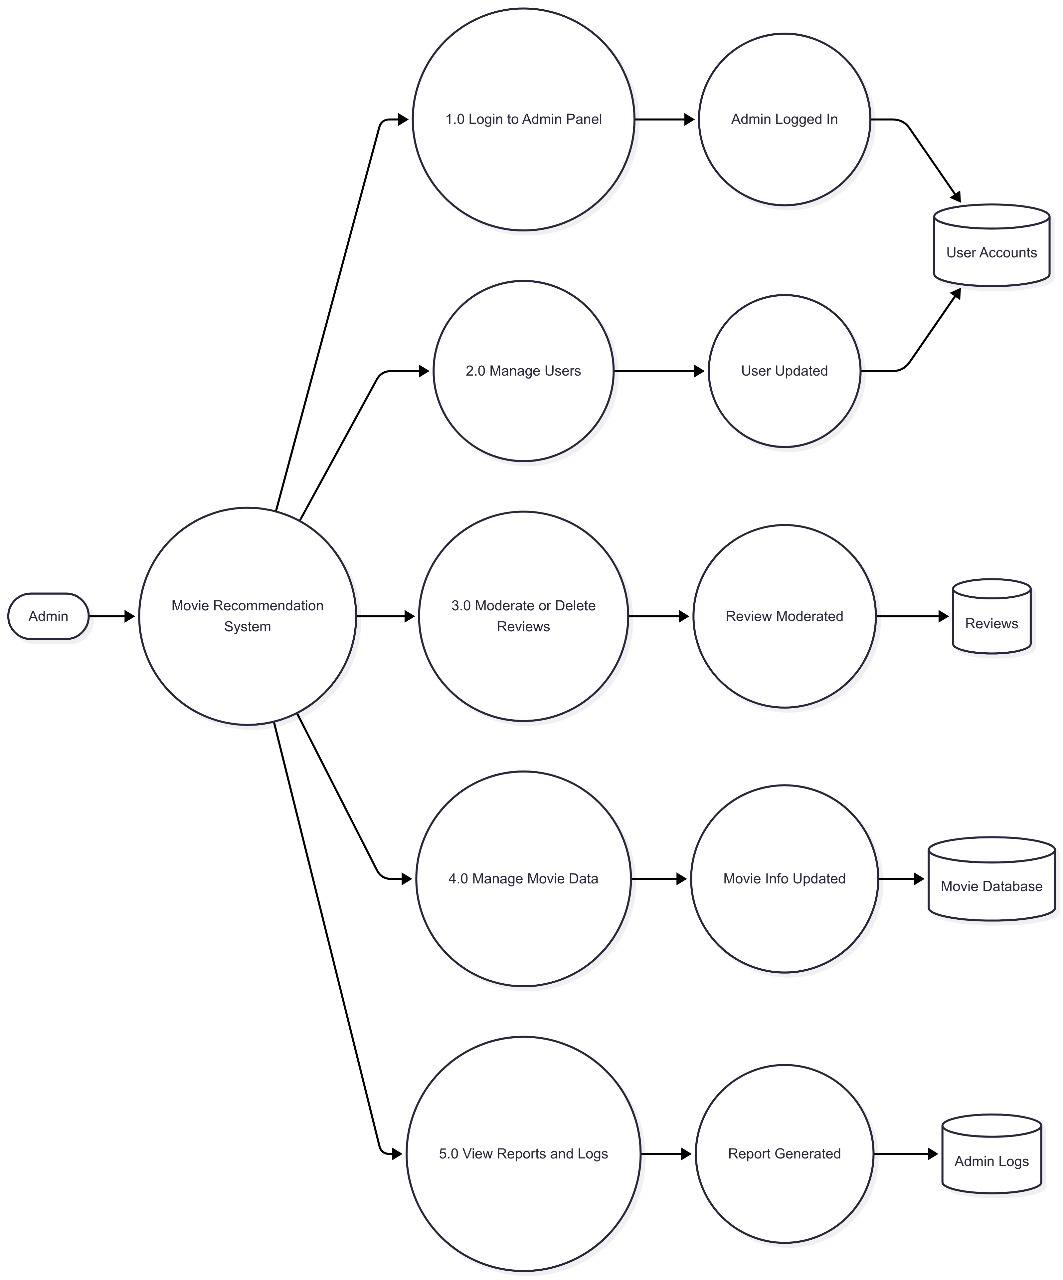 1.0 Login to Admin Panel
Admin Logged In
User Accounts
2.0 Manage Users
User Updated
Admin
Movie Recommendation
System
3.0 Moderate or Delete
Reviews
Review Moderated
Reviews
4.0 Manage Movie Data
Movie Info Updated
Movie Database
5.0 View Reports and Logs
Report Generated
Admin Logs